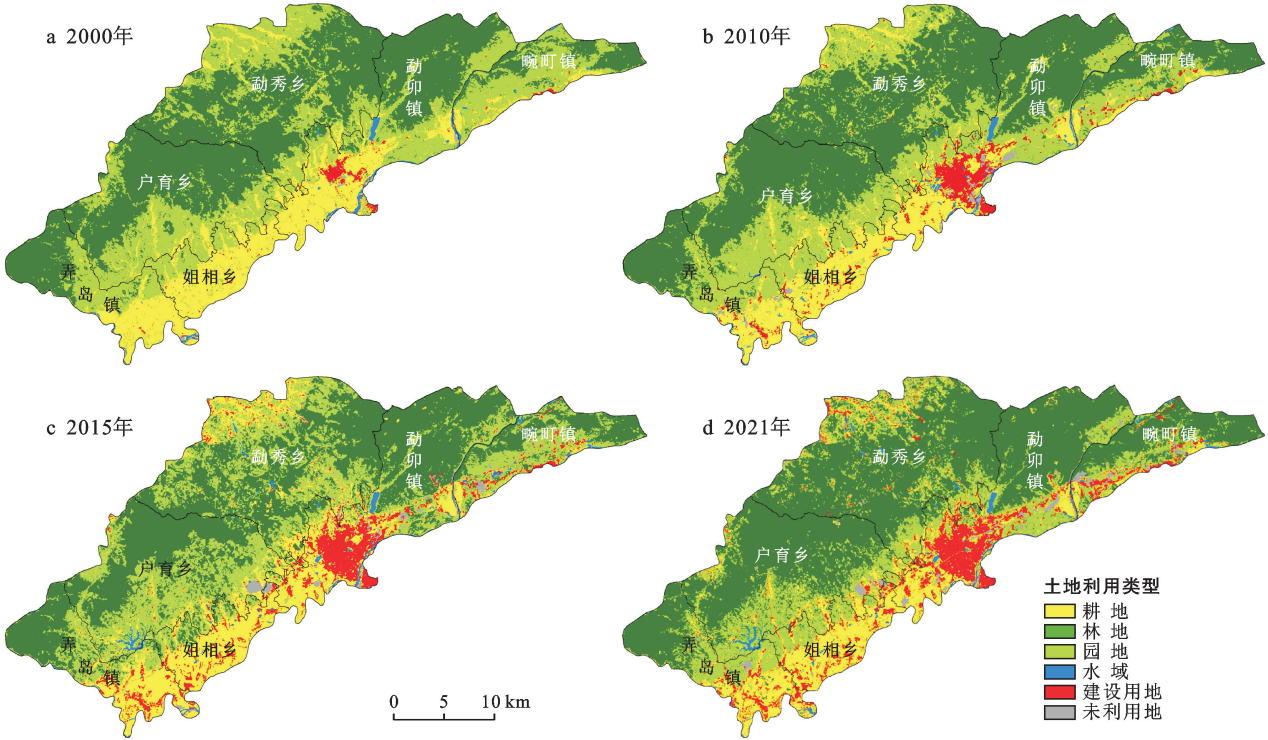 a 2000年
勐秀乡
勐卯镇
畹町镇
户育乡
弄岛镇
姐相乡
b 2010年
勐秀乡
勐卯镇
畹町镇
户育乡
弄岛镇
姐相乡
c 2015年
勐秀乡
勐卯镇
畹町镇
户育乡
弄岛镇
姐相乡
0 5 10 km
d 2021年
勐秀乡
勐卯镇
畹町镇
户育乡
弄岛镇
姐相乡
土地利用类型
耕地
林地
园地
水域
建设用地
未利用地